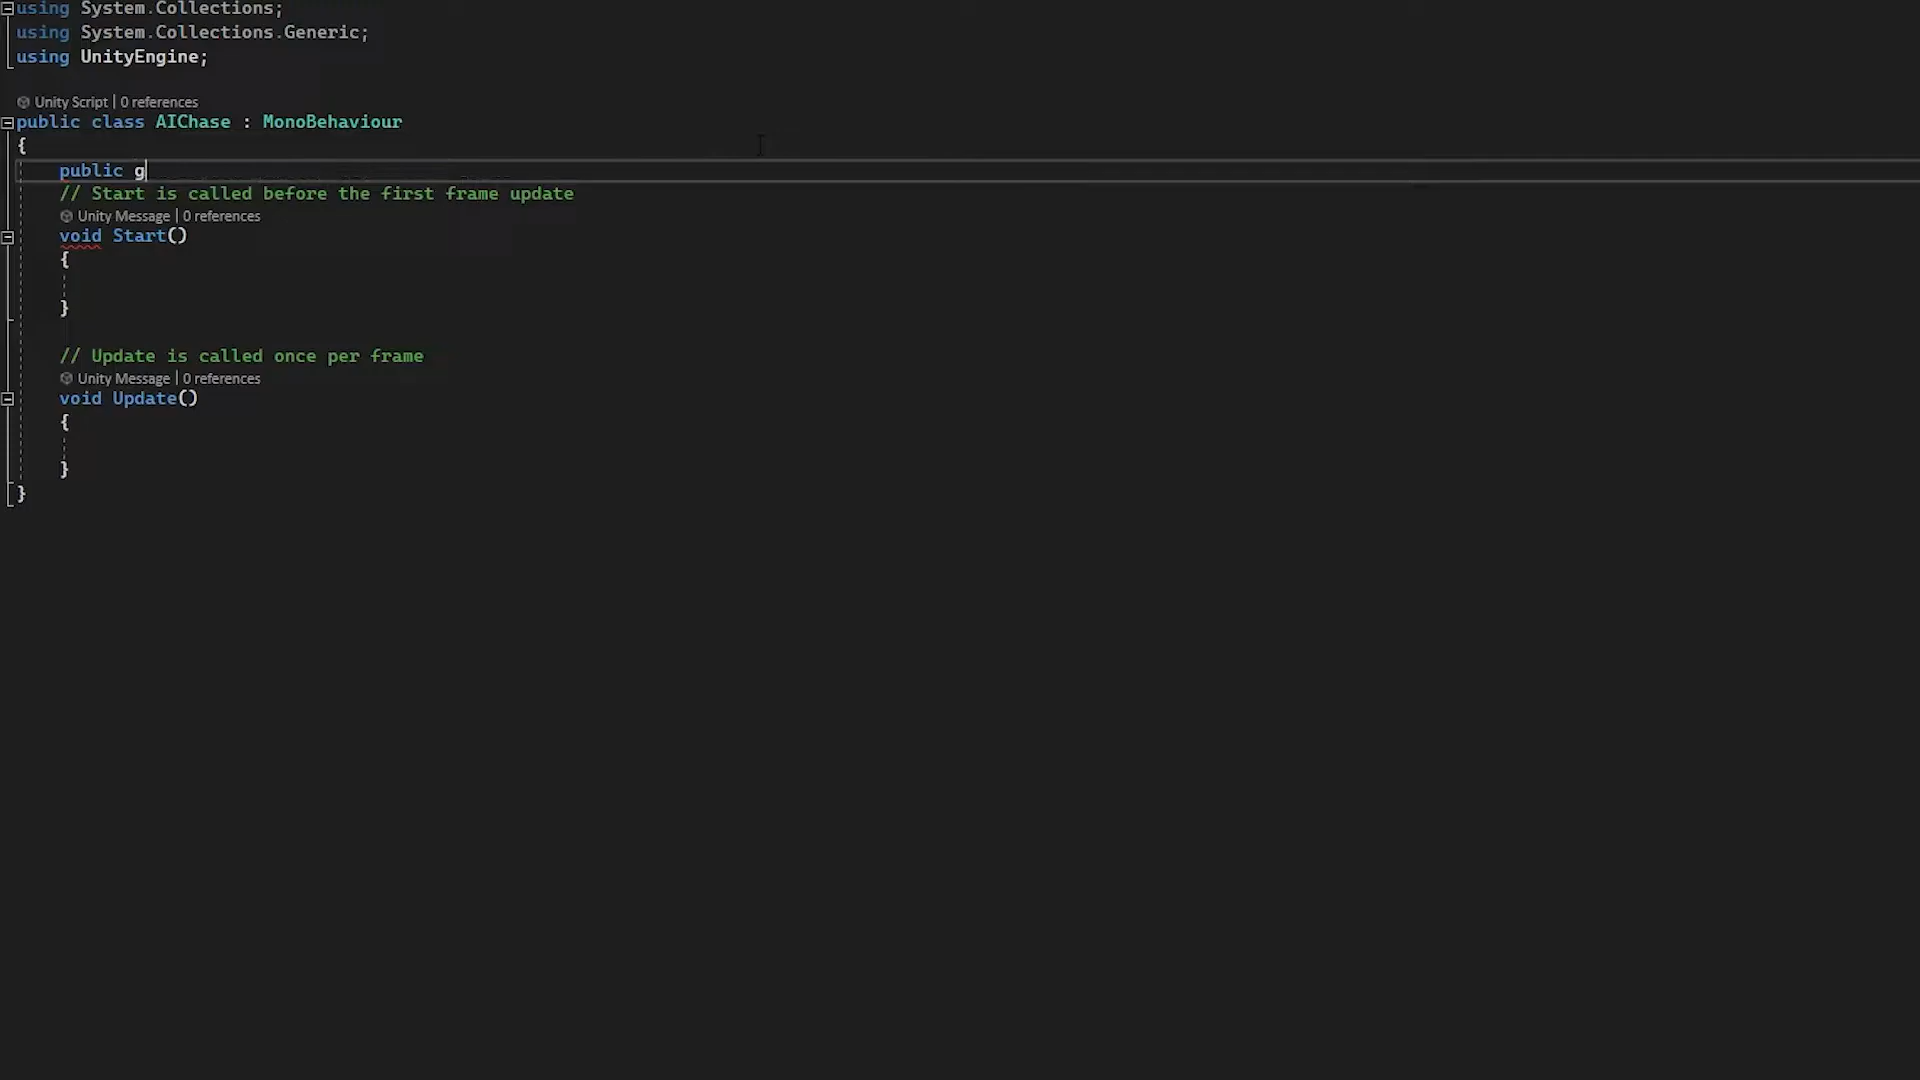 using System.Collections;
using System.Collections.Generic;
using UnityEngine;
Unity Script | 0 references
public class AIChase : MonoBehaviour
{
public g
// Start is called before the first frame update
Unity Message | 0 references
void Start()
{
}
// Update is called once per frame
Unity Message | 0 references
void Update()
{
}
}